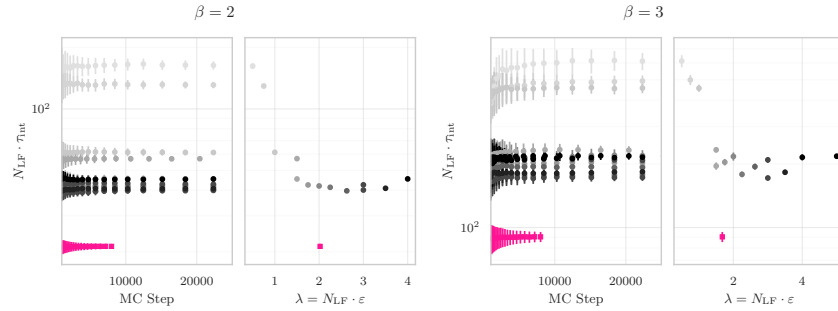 β = 2
β = 3
N_LF · τ_int
10²
10000
20000
MC Step
1
2
3
4
λ = N_LF · ε
N_LF · τ_int
10²
10000
20000
MC Step
2
4
λ = N_LF · ε